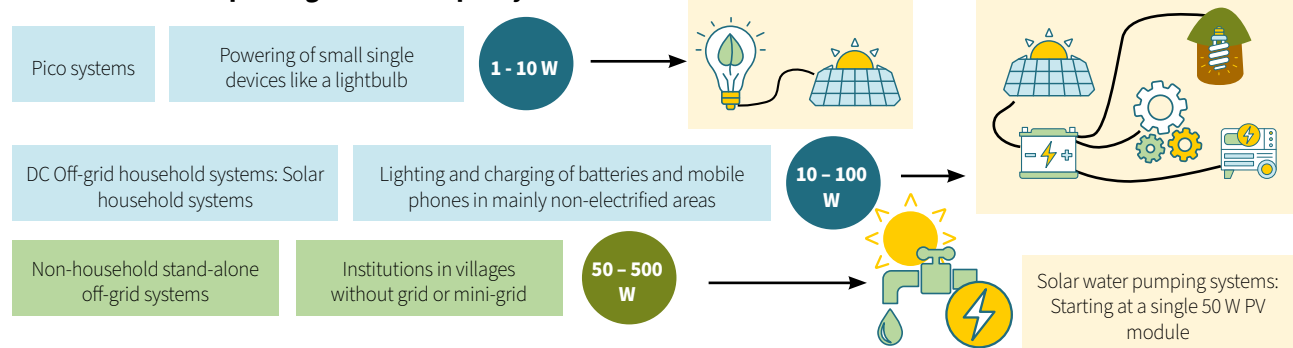 Pico systems
Powering of small single
devices like a lightbulb
1 - 10 W
DC Off-grid household systems: Solar
household systems
Lighting and charging of batteries and mobile
phones in mainly non-electrified areas
10 – 100
W
Non-household stand-alone
off-grid systems
Institutions in villages
without grid or mini-grid
50 – 500
W
Solar water pumping systems:
Starting at a single 50 W PV
module